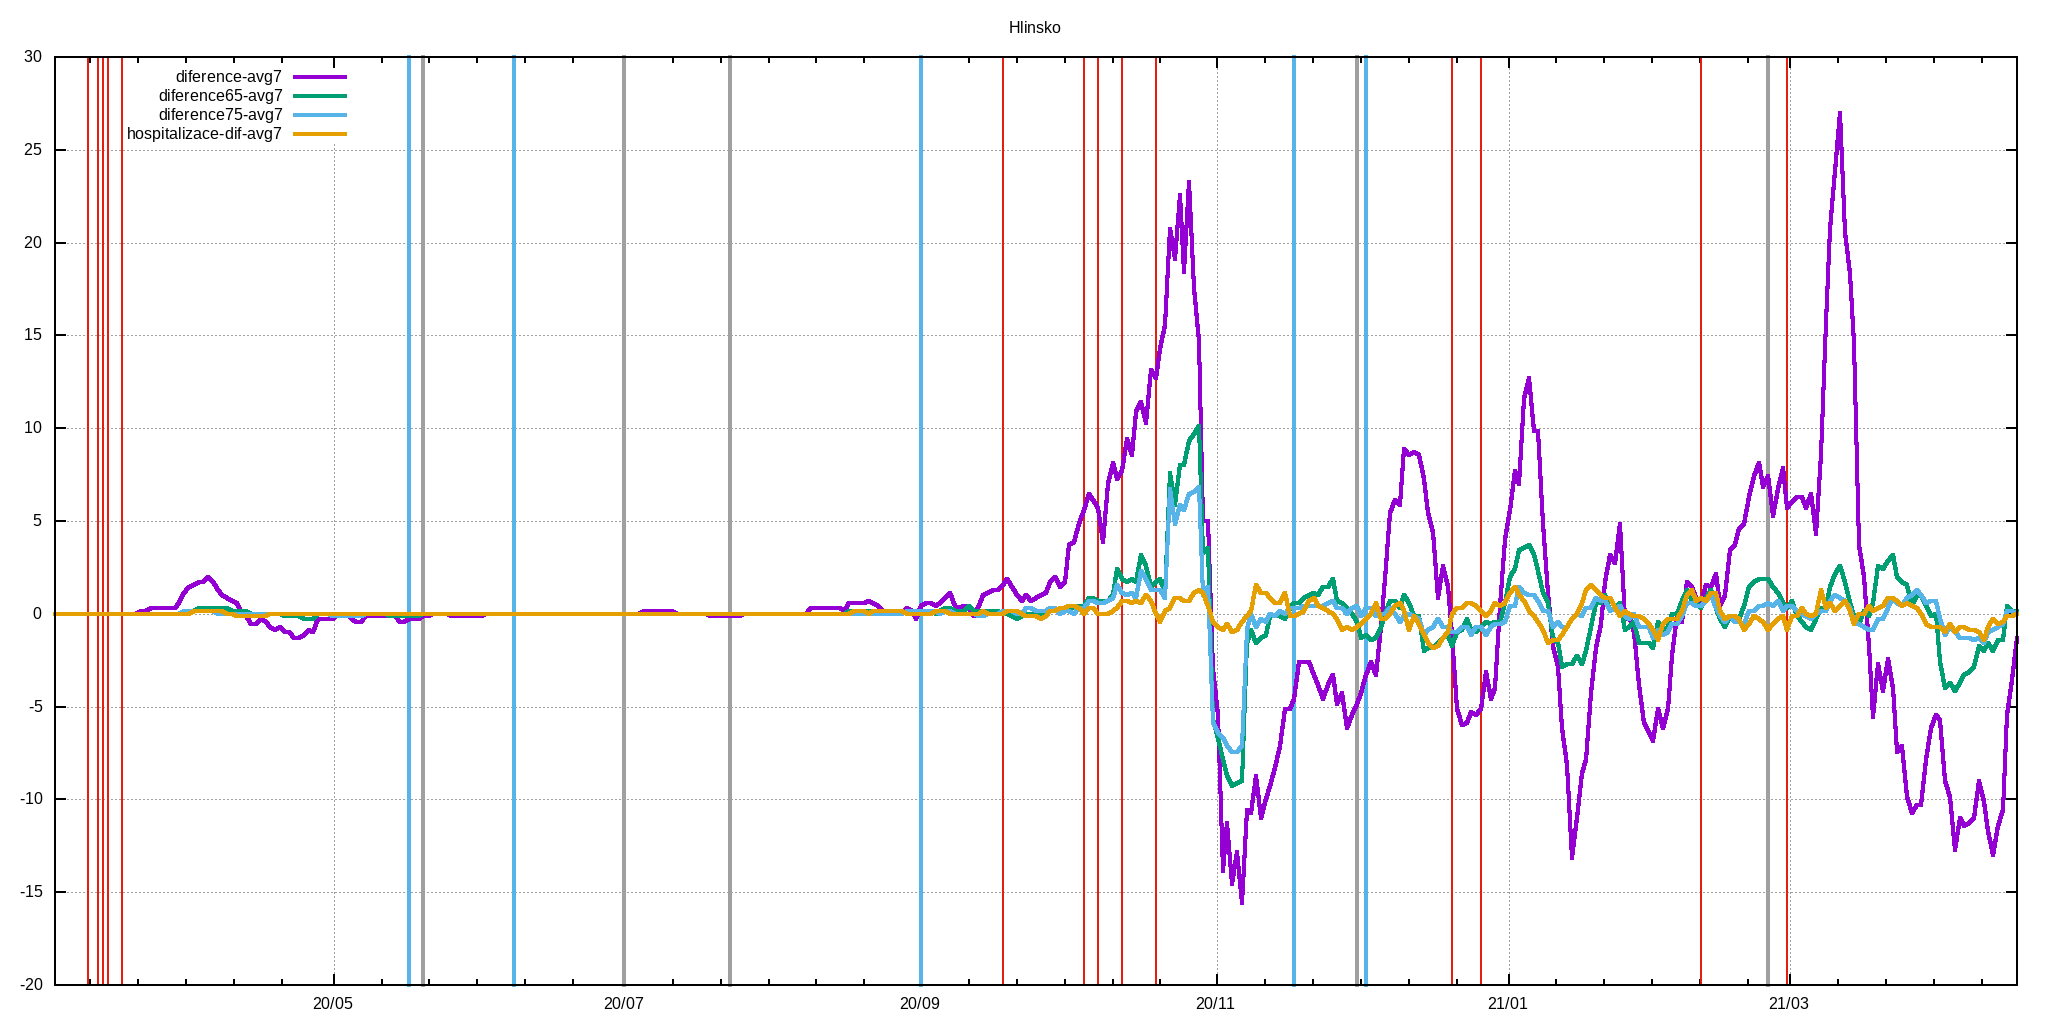 Hlinsko
30
25
20
15
10
5
0
-5
-10
-15
-20
diference-avg7
diference65-avg7
diference75-avg7
hospitalizace-dif-avg7
20/05 20/07 20/09 20/11 21/01 21/03